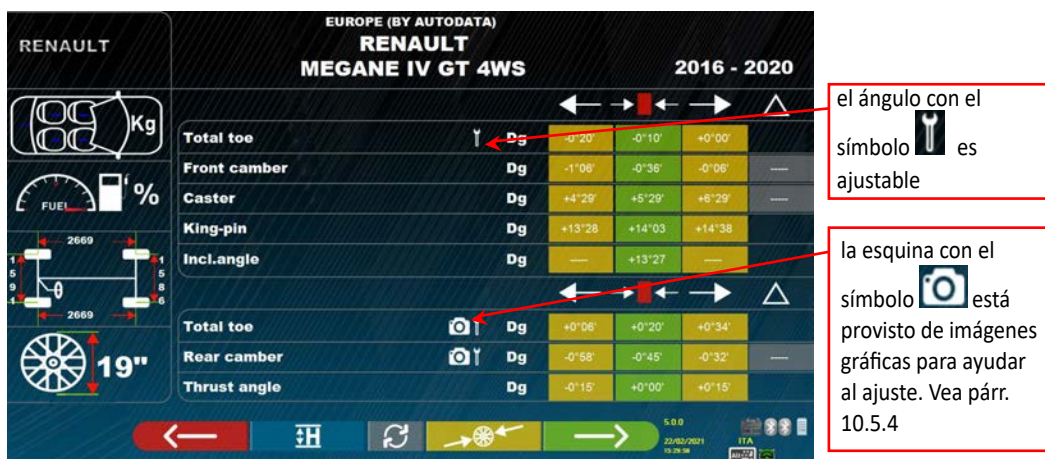 RENAULT
EUROPE (BY AUTODATA)
RENAULT
MEGANE IV GT 4WS
2016 - 2020
Kg
FUEL
%
2669
1591
1586
2669
19"
Total toe Dg -0°20' -0°10' +0°00'
Front camber Dg -1°06' -0°36' -0°06' -----
Caster Dg +4°29' +5°29' +6°29' -----
King-pin Dg +13°28 +14°03 +14°38
Incl.angle Dg ----- +13°27 -----
Total toe Dg +0°06' +0°20' +0°34'
Rear camber Dg -0°58' -0°45' -0°32' -----
Thrust angle Dg -0°15' +0°00' +0°15'
H
5.0.0
22/02/2021
15:29:58
ITA
el ángulo con el
símbolo es
ajustable
la esquina con el
símbolo está
provisto de imágenes
gráficas para ayudar
al ajuste. Vea párr.
10.5.4